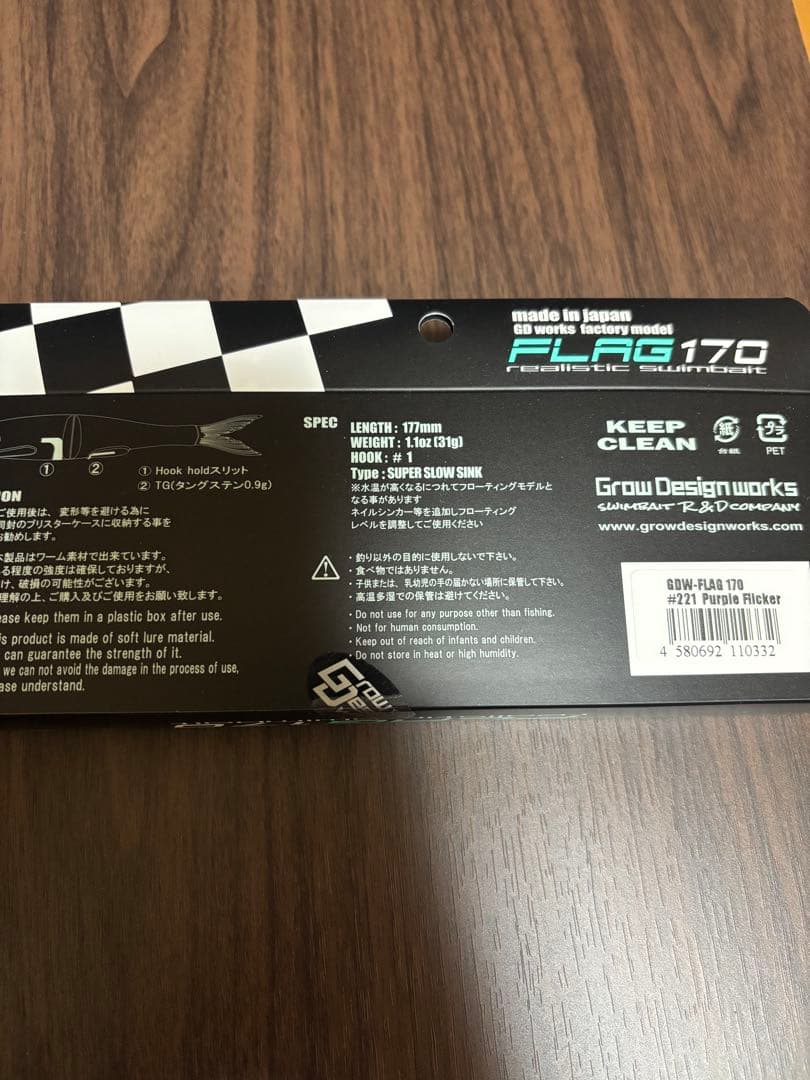 made in japan
GD works factory model
FLAG 170
realistic swimbait
① ②
① Hook holdスリット
② TG(タングステン0.9g)
SPEC
LENGTH : 177mm
WEIGHT : 1.1oz (31g)
HOOK : # 1
Type : SUPER SLOW SINK
※水温が高くなるにつれてフローティングモデルと
なる事があります
ネイルシンカー等を追加しフローティング
レベルを調整してご使用ください
KEEP
CLEAN
紙
台紙
プラ
PET
Grow Design works
SWIMBAIT R&D COMPANY
www.growdesignworks.com
ION
ご使用後は、変形等を避ける為に
同封のブリスターケースに収納する事を
お勧めします。
本製品はワーム素材で出来ています。
る程度の強度は確保しておりますが、
け、破損の可能性がございます。
理解の上、ご購入及びご使用をお願い致します。
ease keep them in a plastic box after use.
is product is made of soft lure material.
can guarantee the strength of it.
we can not avoid the damage in the process of use,
ase understand.
・釣り以外の目的に使用しないで下さい。
・食べ物ではありません。
・子供または、乳幼児の手の届かない場所に保管して下さい。
・高温多湿での保管は避けてください。
・Do not use for any purpose other than fishing.
・Not for human consumption.
・Keep out of reach of infants and children.
・Do not store in heat or high humidity.
GDW-FLAG 170
#221 Purple Flicker
4 580692 110332
Grow